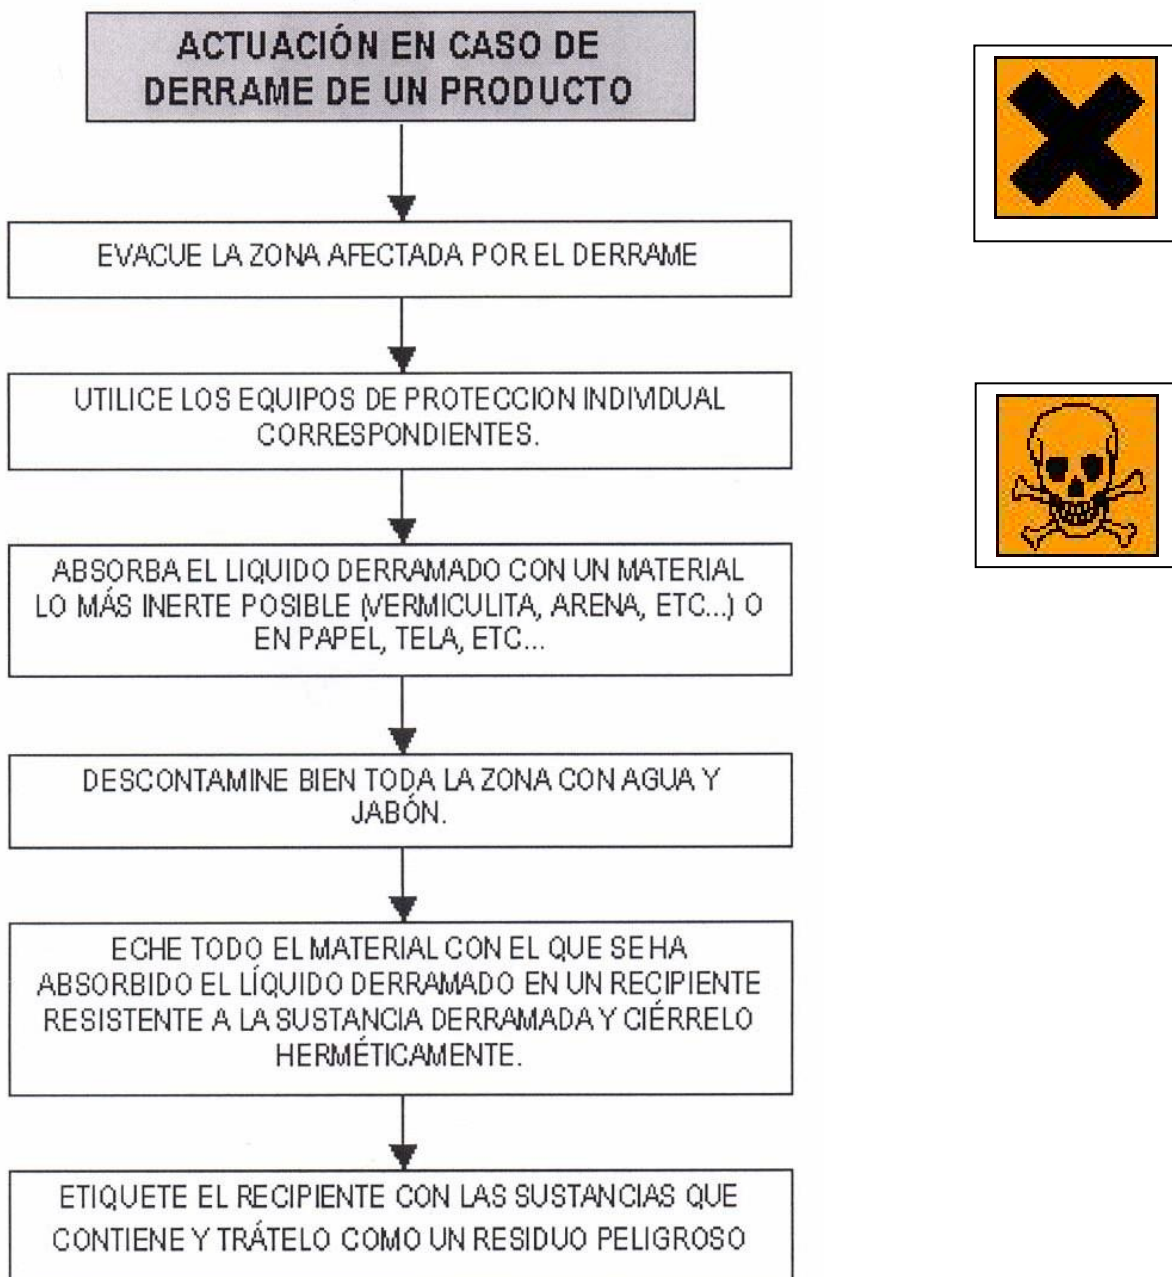 ACTUACIÓN EN CASO DE
DERRAME DE UN PRODUCTO
EVACUE LA ZONA AFECTADA POR EL DERRAME
UTILICE LOS EQUIPOS DE PROTECCION INDIVIDUAL
CORRESPONDIENTES.
ABSORBA EL LIQUIDO DERRAMADO CON UN MATERIAL
LO MÁS INERTE POSIBLE (VERMICULITA, ARENA, ETC...) O
EN PAPEL, TELA, ETC...
DESCONTAMINE BIEN TODA LA ZONA CON AGUA Y
JABÓN.
ECHE TODO EL MATERIAL CON EL QUE SE HA
ABSORBIDO EL LÍQUIDO DERRAMADO EN UN RECIPIENTE
RESISTENTE A LA SUSTANCIA DERRAMADA Y CIÉRRELO
HERMÉTICAMENTE.
ETIQUETE EL RECIPIENTE CON LAS SUSTANCIAS QUE
CONTIENE Y TRÁTELO COMO UN RESIDUO PELIGROSO